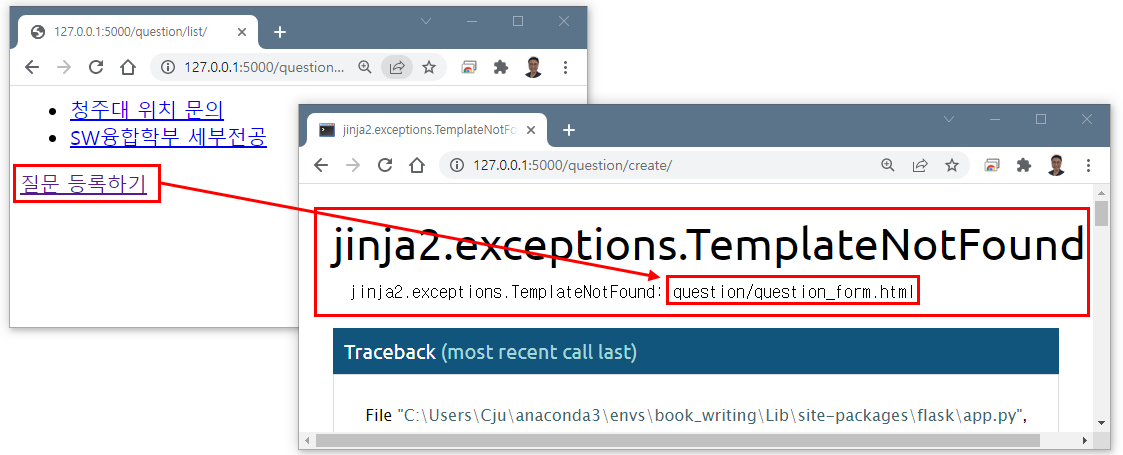 127.0.0.1:5000/question/list/
127.0.0.1:5000/question...
청주대 위치 문의
SW융합학부 세부전공
질문 등록하기
jinja2.exceptions.TemplateNotFo
127.0.0.1:5000/question/create/
jinja2.exceptions.TemplateNotFound
jinja2.exceptions.TemplateNotFound: question/question_form.html
Traceback (most recent call last)
File "C:\Users\Cju\anaconda3\envs\book_writing\Lib\site-packages\flask\app.py",